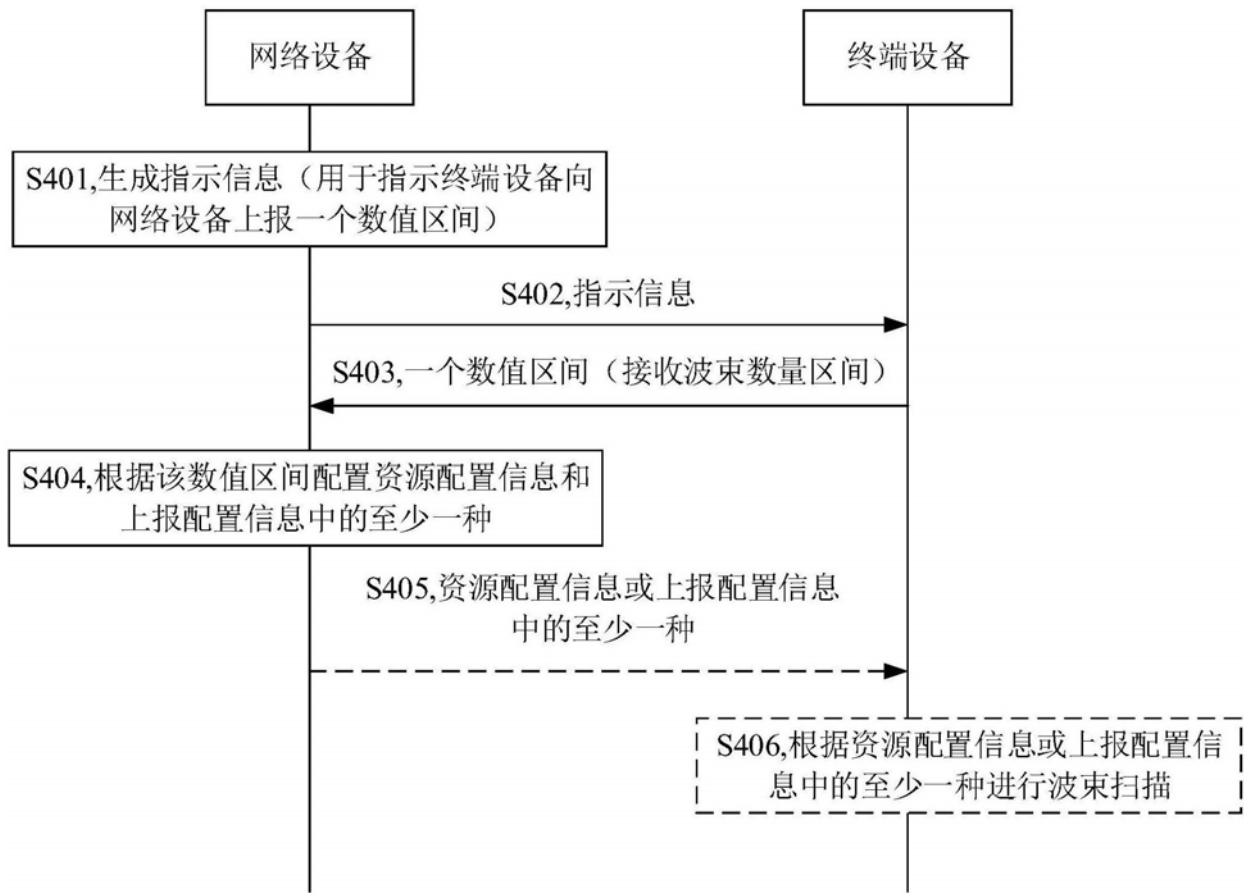 网络设备
终端设备
S401,生成指示信息（用于指示终端设备向
网络设备上报一个数值区间）
S402,指示信息
S403,一个数值区间（接收波束数量区间）
S404,根据该数值区间配置资源配置信息和
上报配置信息中的至少一种
S405,资源配置信息或上报配置信息
中的至少一种
S406,根据资源配置信息或上报配置信
息中的至少一种进行波束扫描